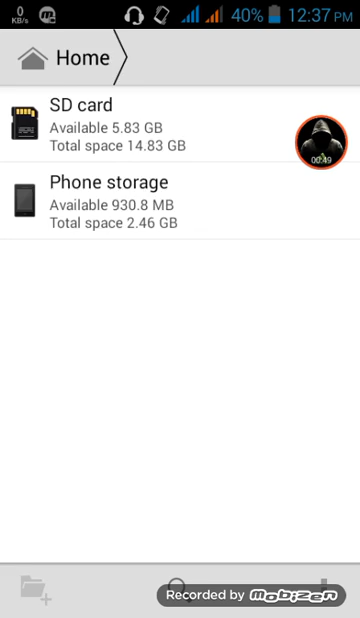 0
KB/s
40%
12:37 PM
Home
SD card
Available 5.83 GB
Total space 14.83 GB
00:49
Phone storage
Available 930.8 MB
Total space 2.46 GB
Recorded by Mobizen